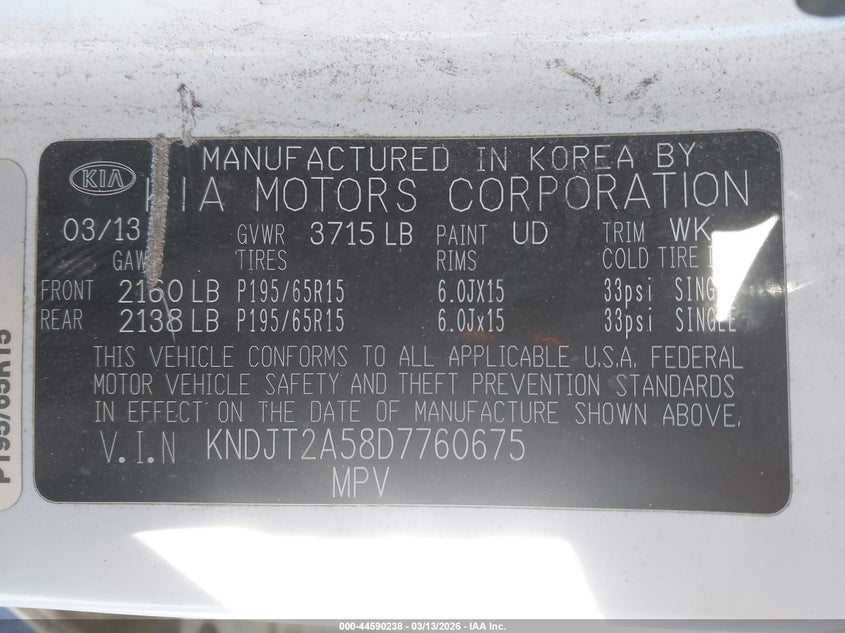 MANUFACTURED IN KOREA BY
KIA
KIA MOTORS CORPORATION
03/13 GVWR 3715 LB PAINT UD TRIM WK
TIRES RIMS COLD TIRE
FRONT 2160 LB P195/65R15 6.0JX15 33psi SINGLE
REAR 2138 LB P195/65R15 6.0Jx15 33psi SINGLE
THIS VEHICLE CONFORMS TO ALL APPLICABLE U.S.A. FEDERAL
MOTOR VEHICLE SAFETY AND THEFT PREVENTION STANDARDS
IN EFFECT ON THE DATE OF MANUFACTURE SHOWN ABOVE.
V.I.N KNDJT2A58D7760675
MPV
P195/65R15
000-44590238 - 03/13/2026 - IAA Inc.